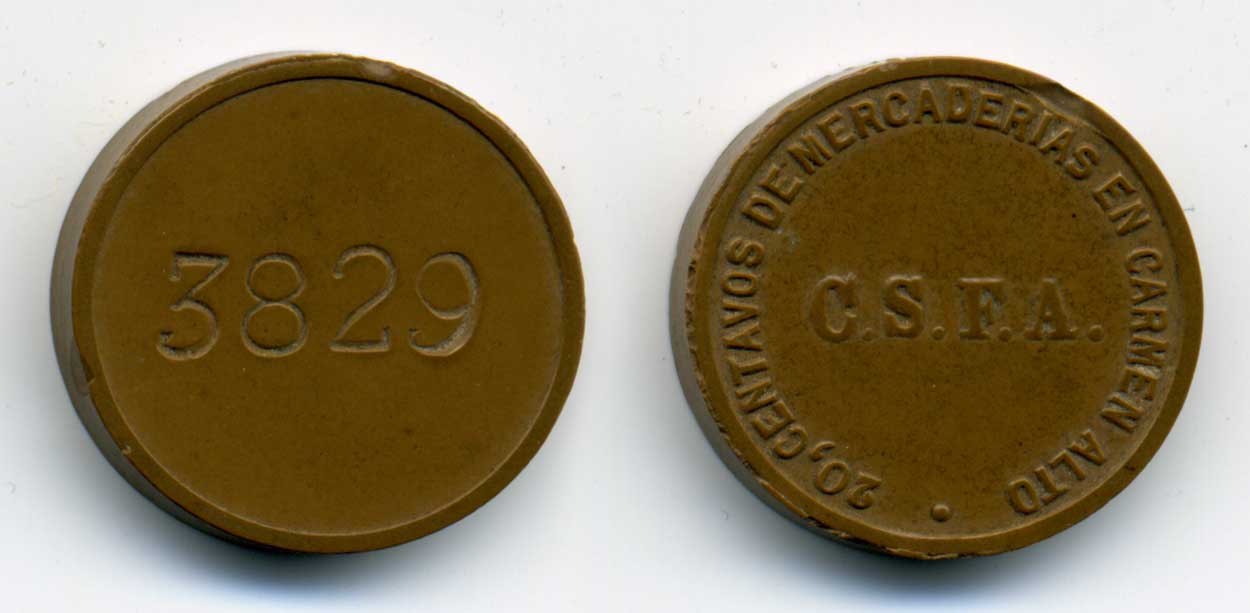 3829
20, CENTAVOS DE MERCADERIAS EN CARMEN ALTO
C.S.F.A.